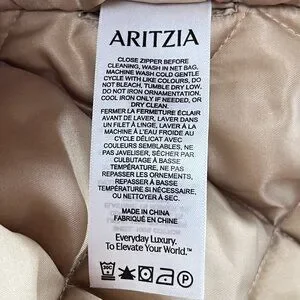 ARITZIA
CLOSE ZIPPER BEFORE
CLEANING, WASH IN NET BAG.
MACHINE WASH COLD GENTLE
CYCLE WITH LIKE COLOURS, DO
NOT BLEACH, TUMBLE DRY LOW.
DO NOT IRON ORNAMENTATION,
COOL IRON ONLY IF NEEDED, OR
DRY CLEAN.
FERMER LA FERMETURE ÉCLAIR
AVANT DE LAVER, LAVER DANS
UN FILET À LINGE, LAVER À LA
MACHINE À L'EAU FROIDE AU
CYCLE DÉLICAT AVEC
COULEURS SEMBLABLES, NE
PAS JAVELISER, SÉCHER PAR
CULBUTAGE À BASSE
TEMPÉRATURE, NE PAS
REPASSER LES ORNEMENTS,
REPASSER À BASSE
TEMPÉRATURE SI NÉCESSAIRE,
OU NETTOYER À SEC.
MADE IN CHINA
FABRIQUÉ EN CHINE
Everyday Luxury.
To Elevate Your World.™